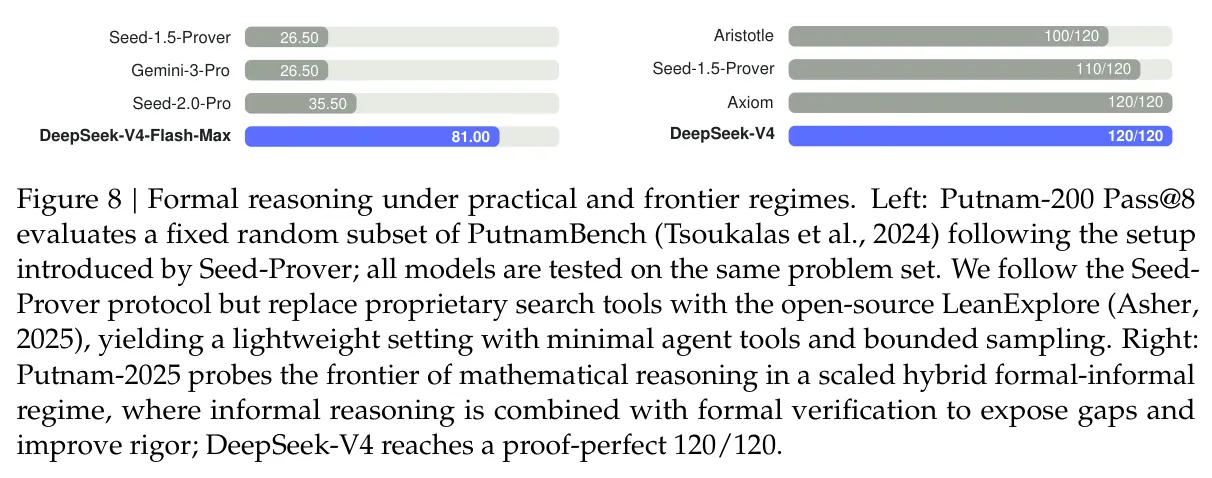 Seed-1.5-Prover 26.50
Gemini-3-Pro 26.50
Seed-2.0-Pro 35.50
DeepSeek-V4-Flash-Max 81.00
Aristotle 100/120
Seed-1.5-Prover 110/120
Axiom 120/120
DeepSeek-V4 120/120
Figure 8 | Formal reasoning under practical and frontier regimes. Left: Putnam-200 Pass@8
evaluates a fixed random subset of PutnamBench (Tsoukalas et al., 2024) following the setup
introduced by Seed-Prover; all models are tested on the same problem set. We follow the Seed-
Prover protocol but replace proprietary search tools with the open-source LeanExplore (Asher,
2025), yielding a lightweight setting with minimal agent tools and bounded sampling. Right:
Putnam-2025 probes the frontier of mathematical reasoning in a scaled hybrid formal-informal
regime, where informal reasoning is combined with formal verification to expose gaps and
improve rigor; DeepSeek-V4 reaches a proof-perfect 120/120.